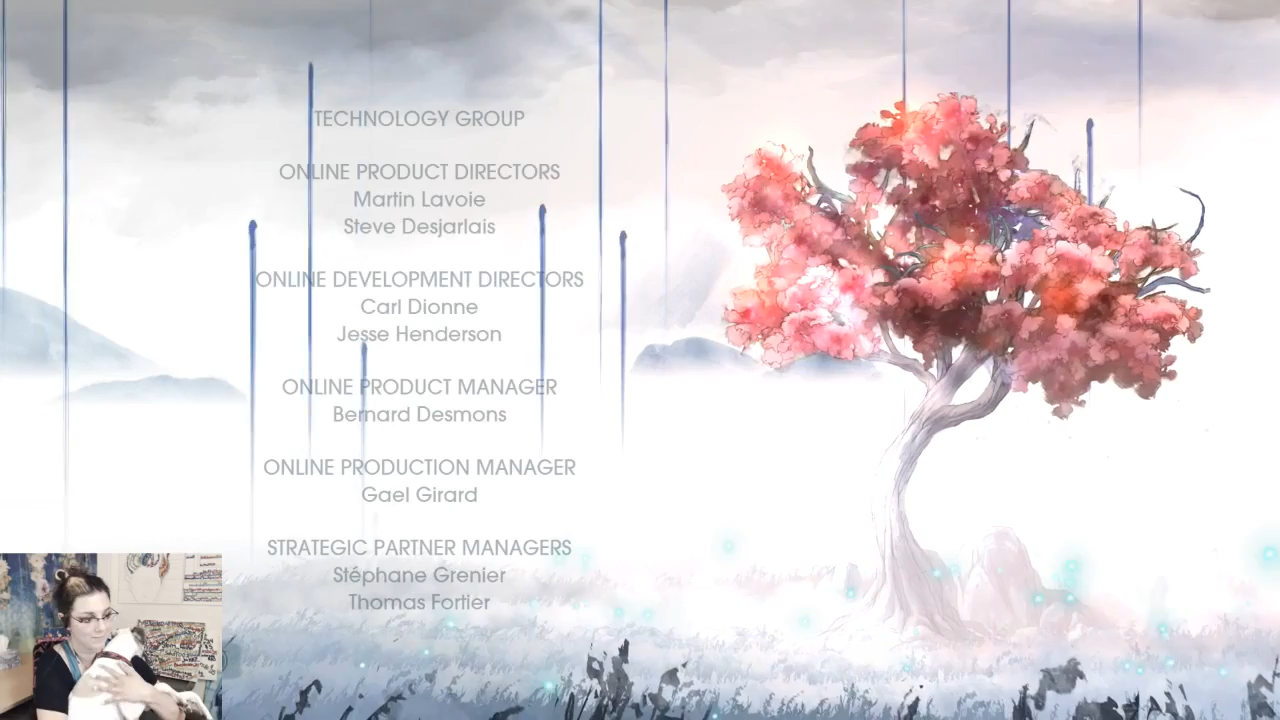 TECHNOLOGY GROUP
ONLINE PRODUCT DIRECTORS
Martin Lavoie
Steve Desjarlais
ONLINE DEVELOPMENT DIRECTORS
Carl Dionne
Jesse Henderson
ONLINE PRODUCT MANAGER
Bernard Desmons
ONLINE PRODUCTION MANAGER
Gael Girard
STRATEGIC PARTNER MANAGERS
Stéphane Grenier
Thomas Fortier